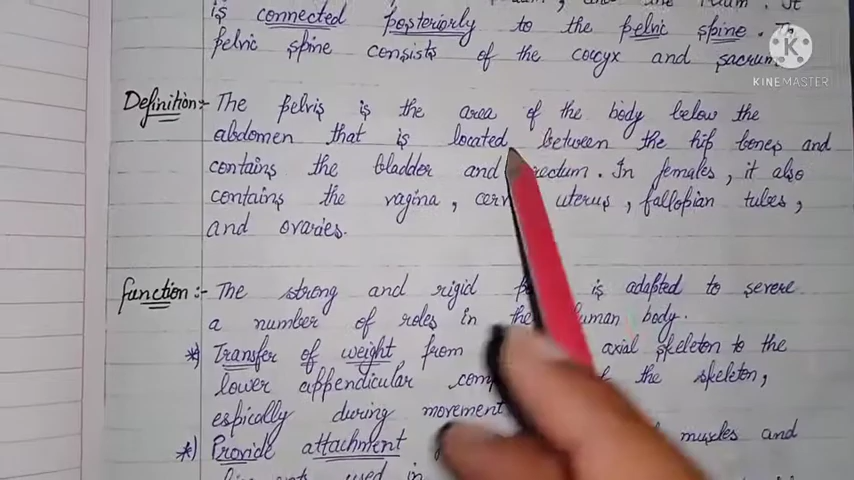 is connected posteriorly to the pelvic spine. The
pelvic spine consists of the coccyx and sacrum
K
KINEMASTER
Definition:- The pelvis is the area of the body below the
abdomen that is located between the hip bones and
contains the bladder and rectum. In females, it also
contains the vagina, uterus, fallopian tubes,
and ovaries.
Function:- The strong and rigid is adapted to severe
a number of roles in the human body.
*) Transfer of weight from axial skeleton to the
lower appendicular the skeleton,
espically during movement
*) Provide attachment muscles and
used in